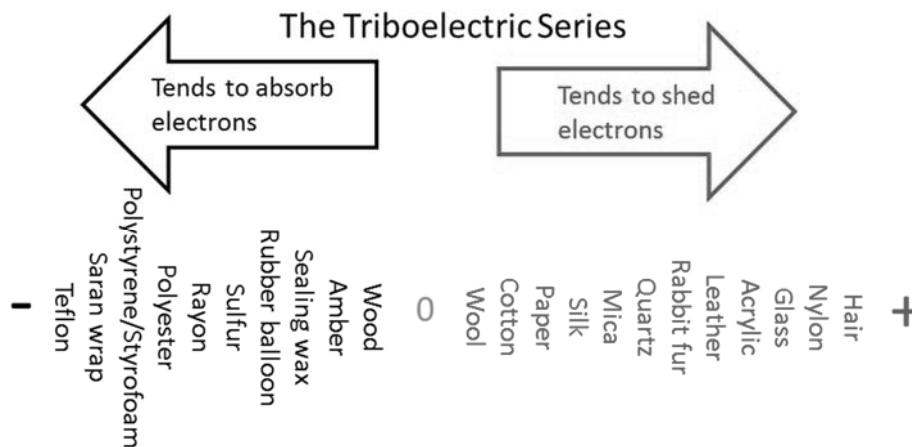 The Triboelectric Series
Tends to absorb
electrons
Tends to shed
electrons
-
Teflon
Saran wrap
Polystyrene/Styrofoam
Polyester
Rayon
Sulfur
Rubber balloon
Sealing wax
Amber
Wood
0
Wool
Cotton
Paper
Silk
Mica
Quartz
Rabbit fur
Leather
Acrylic
Glass
Nylon
Hair
+